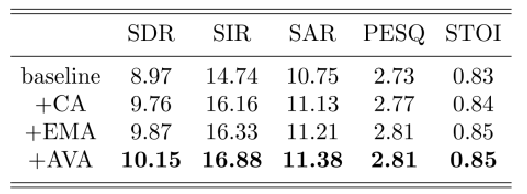 SDR SIR SAR PESQ STOI
baseline 8.97 14.74 10.75 2.73 0.83
+CA 9.76 16.16 11.13 2.77 0.84
+EMA 9.87 16.33 11.21 2.81 0.85
+AVA 10.15 16.88 11.38 2.81 0.85